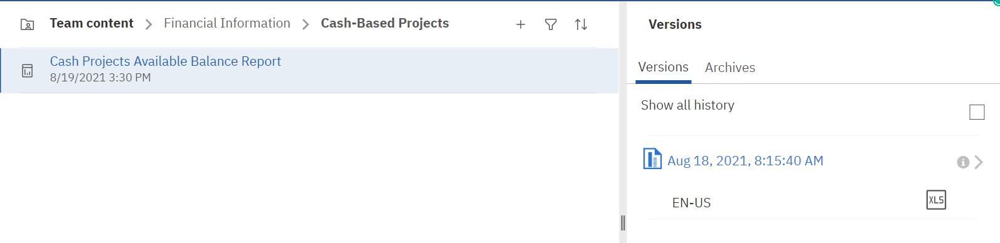 Team content > Financial Information > Cash-Based Projects
Cash Projects Available Balance Report
8/19/2021 3:30 PM
Versions
Versions Archives
Show all history
Aug 18, 2021, 8:15:40 AM
EN-US XLS